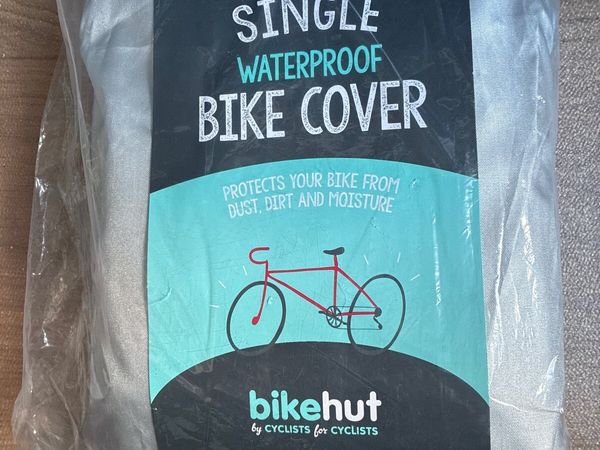 SINGLE
WATERPROOF
BIKE COVER
PROTECTS YOUR BIKE FROM
DUST, DIRT AND MOISTURE
bikehut
by CYCLISTS for CYCLISTS